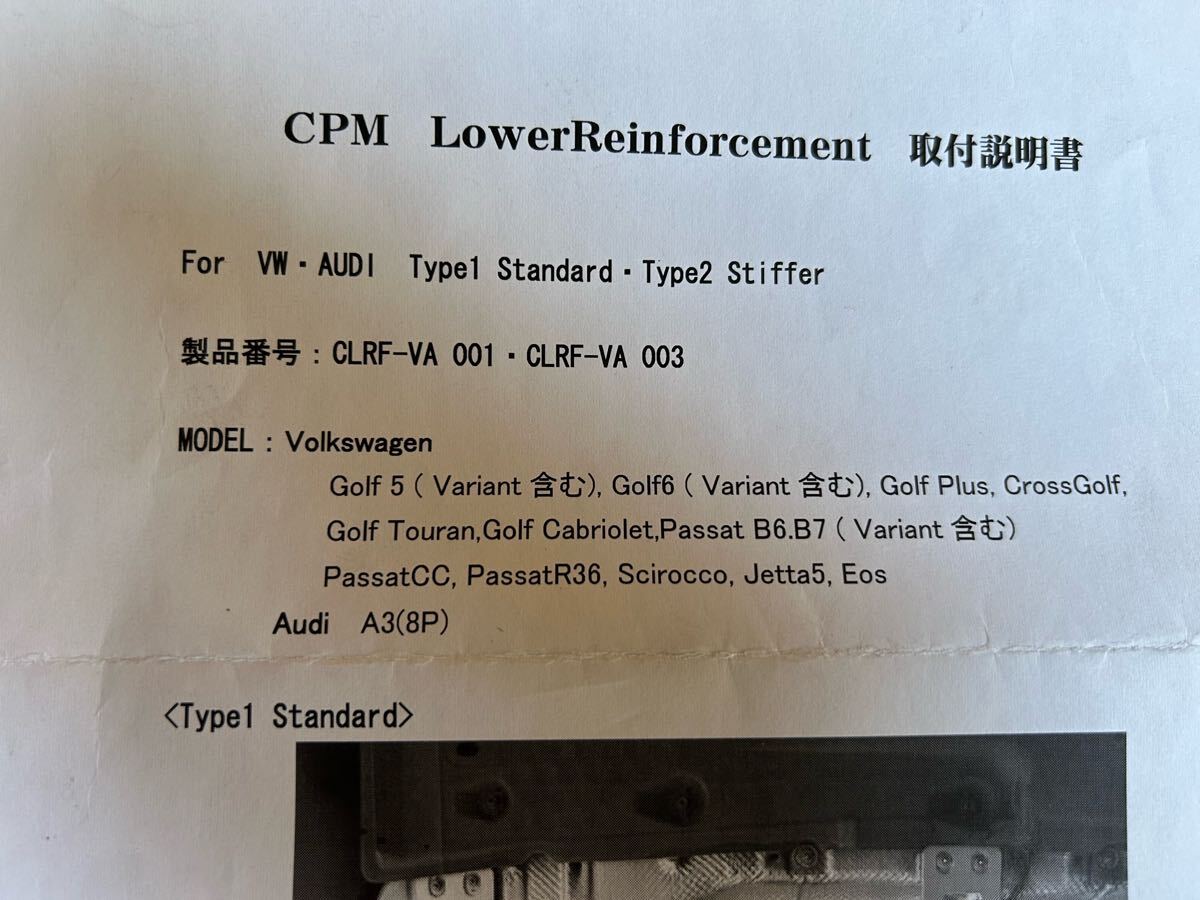 CPM LowerReinforcement 取付説明書
For VW・AUDI Type1 Standard・Type2 Stiffer
製品番号：CLRF-VA 001・CLRF-VA 003
MODEL：Volkswagen
Golf 5 ( Variant 含む), Golf6 ( Variant 含む), Golf Plus, CrossGolf,
Golf Touran,Golf Cabriolet,Passat B6.B7 ( Variant 含む)
PassatCC, PassatR36, Scirocco, Jetta5, Eos
Audi A3(8P)
<Type1 Standard>